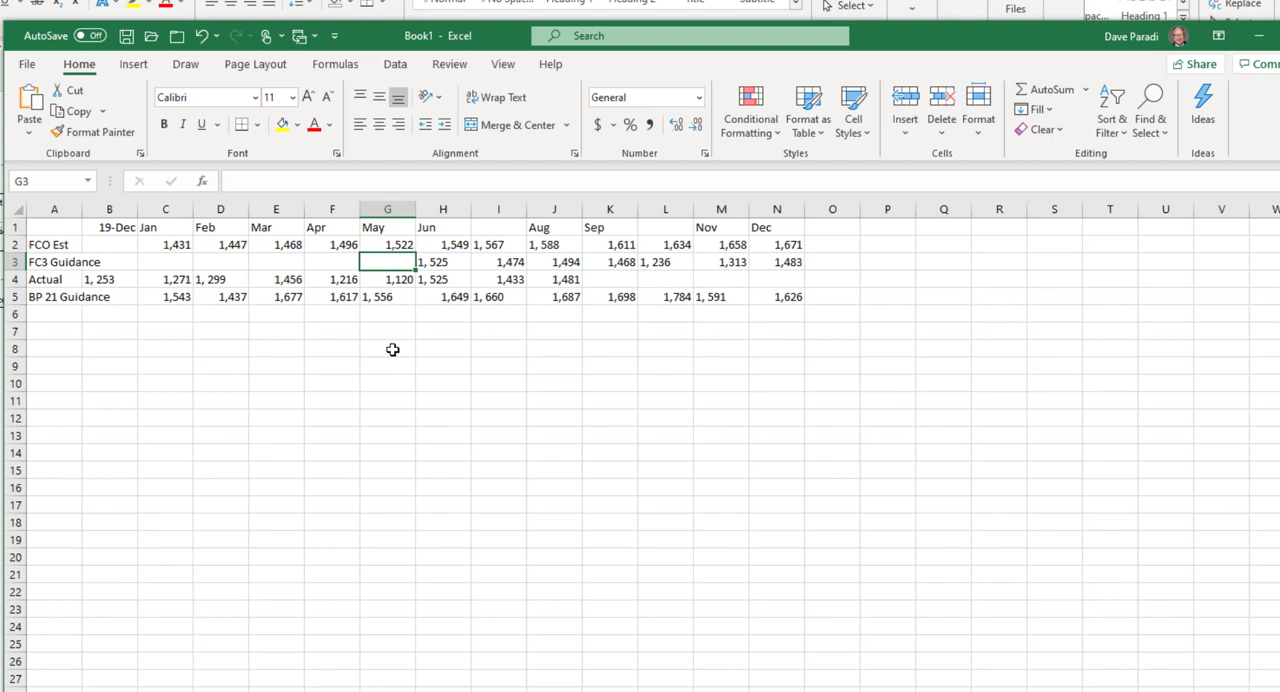 Normal No Spac... Heading 1 Heading 2 Title Subtitle Select Files pac... Heading 1 Replace
AutoSave Off Book1 - Excel Search Dave Paradi
File Home Insert Draw Page Layout Formulas Data Review View Help Share Comm
Paste Cut Copy Format Painter Clipboard
Calibri 11 A A B I U A Font
ab Wrap Text Merge & Center Alignment
General $ % , Number
Conditional Formatting Format as Table Cell Styles Styles
Insert Delete Format Cells
AutoSum Fill Clear Sort & Filter Find & Select Editing
Ideas Ideas
G3 fx
A B C D E F G H I J K L M N O P Q R S T U V W
1 19-Dec Jan Feb Mar Apr May Jun Aug Sep Nov Dec
2 FCO Est 1,431 1,447 1,468 1,496 1,522 1,549 1, 567 1, 588 1,611 1,634 1,658 1,671
3 FC3 Guidance 1, 525 1,474 1,494 1,468 1, 236 1,313 1,483
4 Actual 1, 253 1,271 1, 299 1,456 1,216 1,120 1, 525 1,433 1,481
5 BP 21 Guidance 1,543 1,437 1,677 1,617 1, 556 1,649 1, 660 1,687 1,698 1,784 1, 591 1,626
6
7
8
9
10
11
12
13
14
15
16
17
18
19
20
21
22
23
24
25
26
27